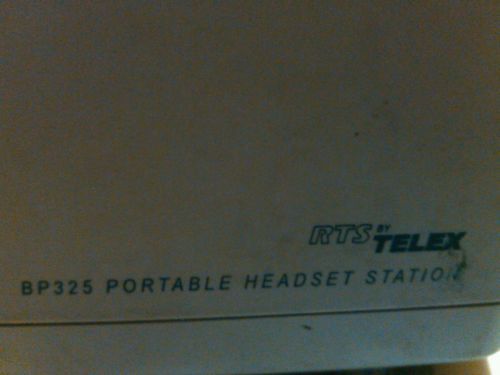 RTS BY TELEX
BP325 PORTABLE HEADSET STATION